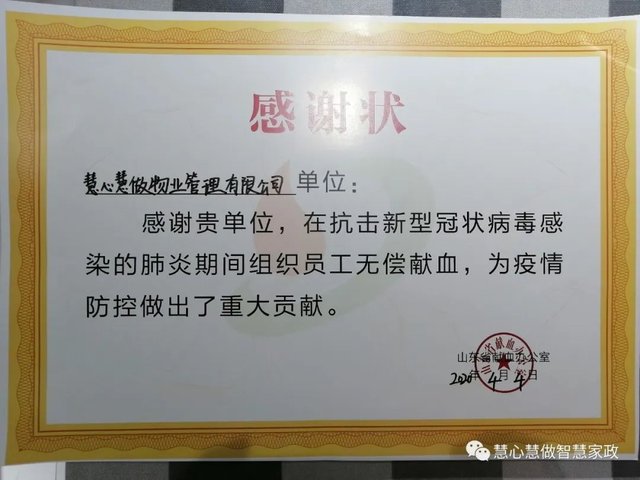 感谢状
慧心慧做物业管理有限公司 单位：
感谢贵单位，在抗击新型冠状病毒感
染的肺炎期间组织员工无偿献血，为疫情
防控做出了重大贡献。
山东省献血办公室
2020年4月4日
慧心慧做智慧家政